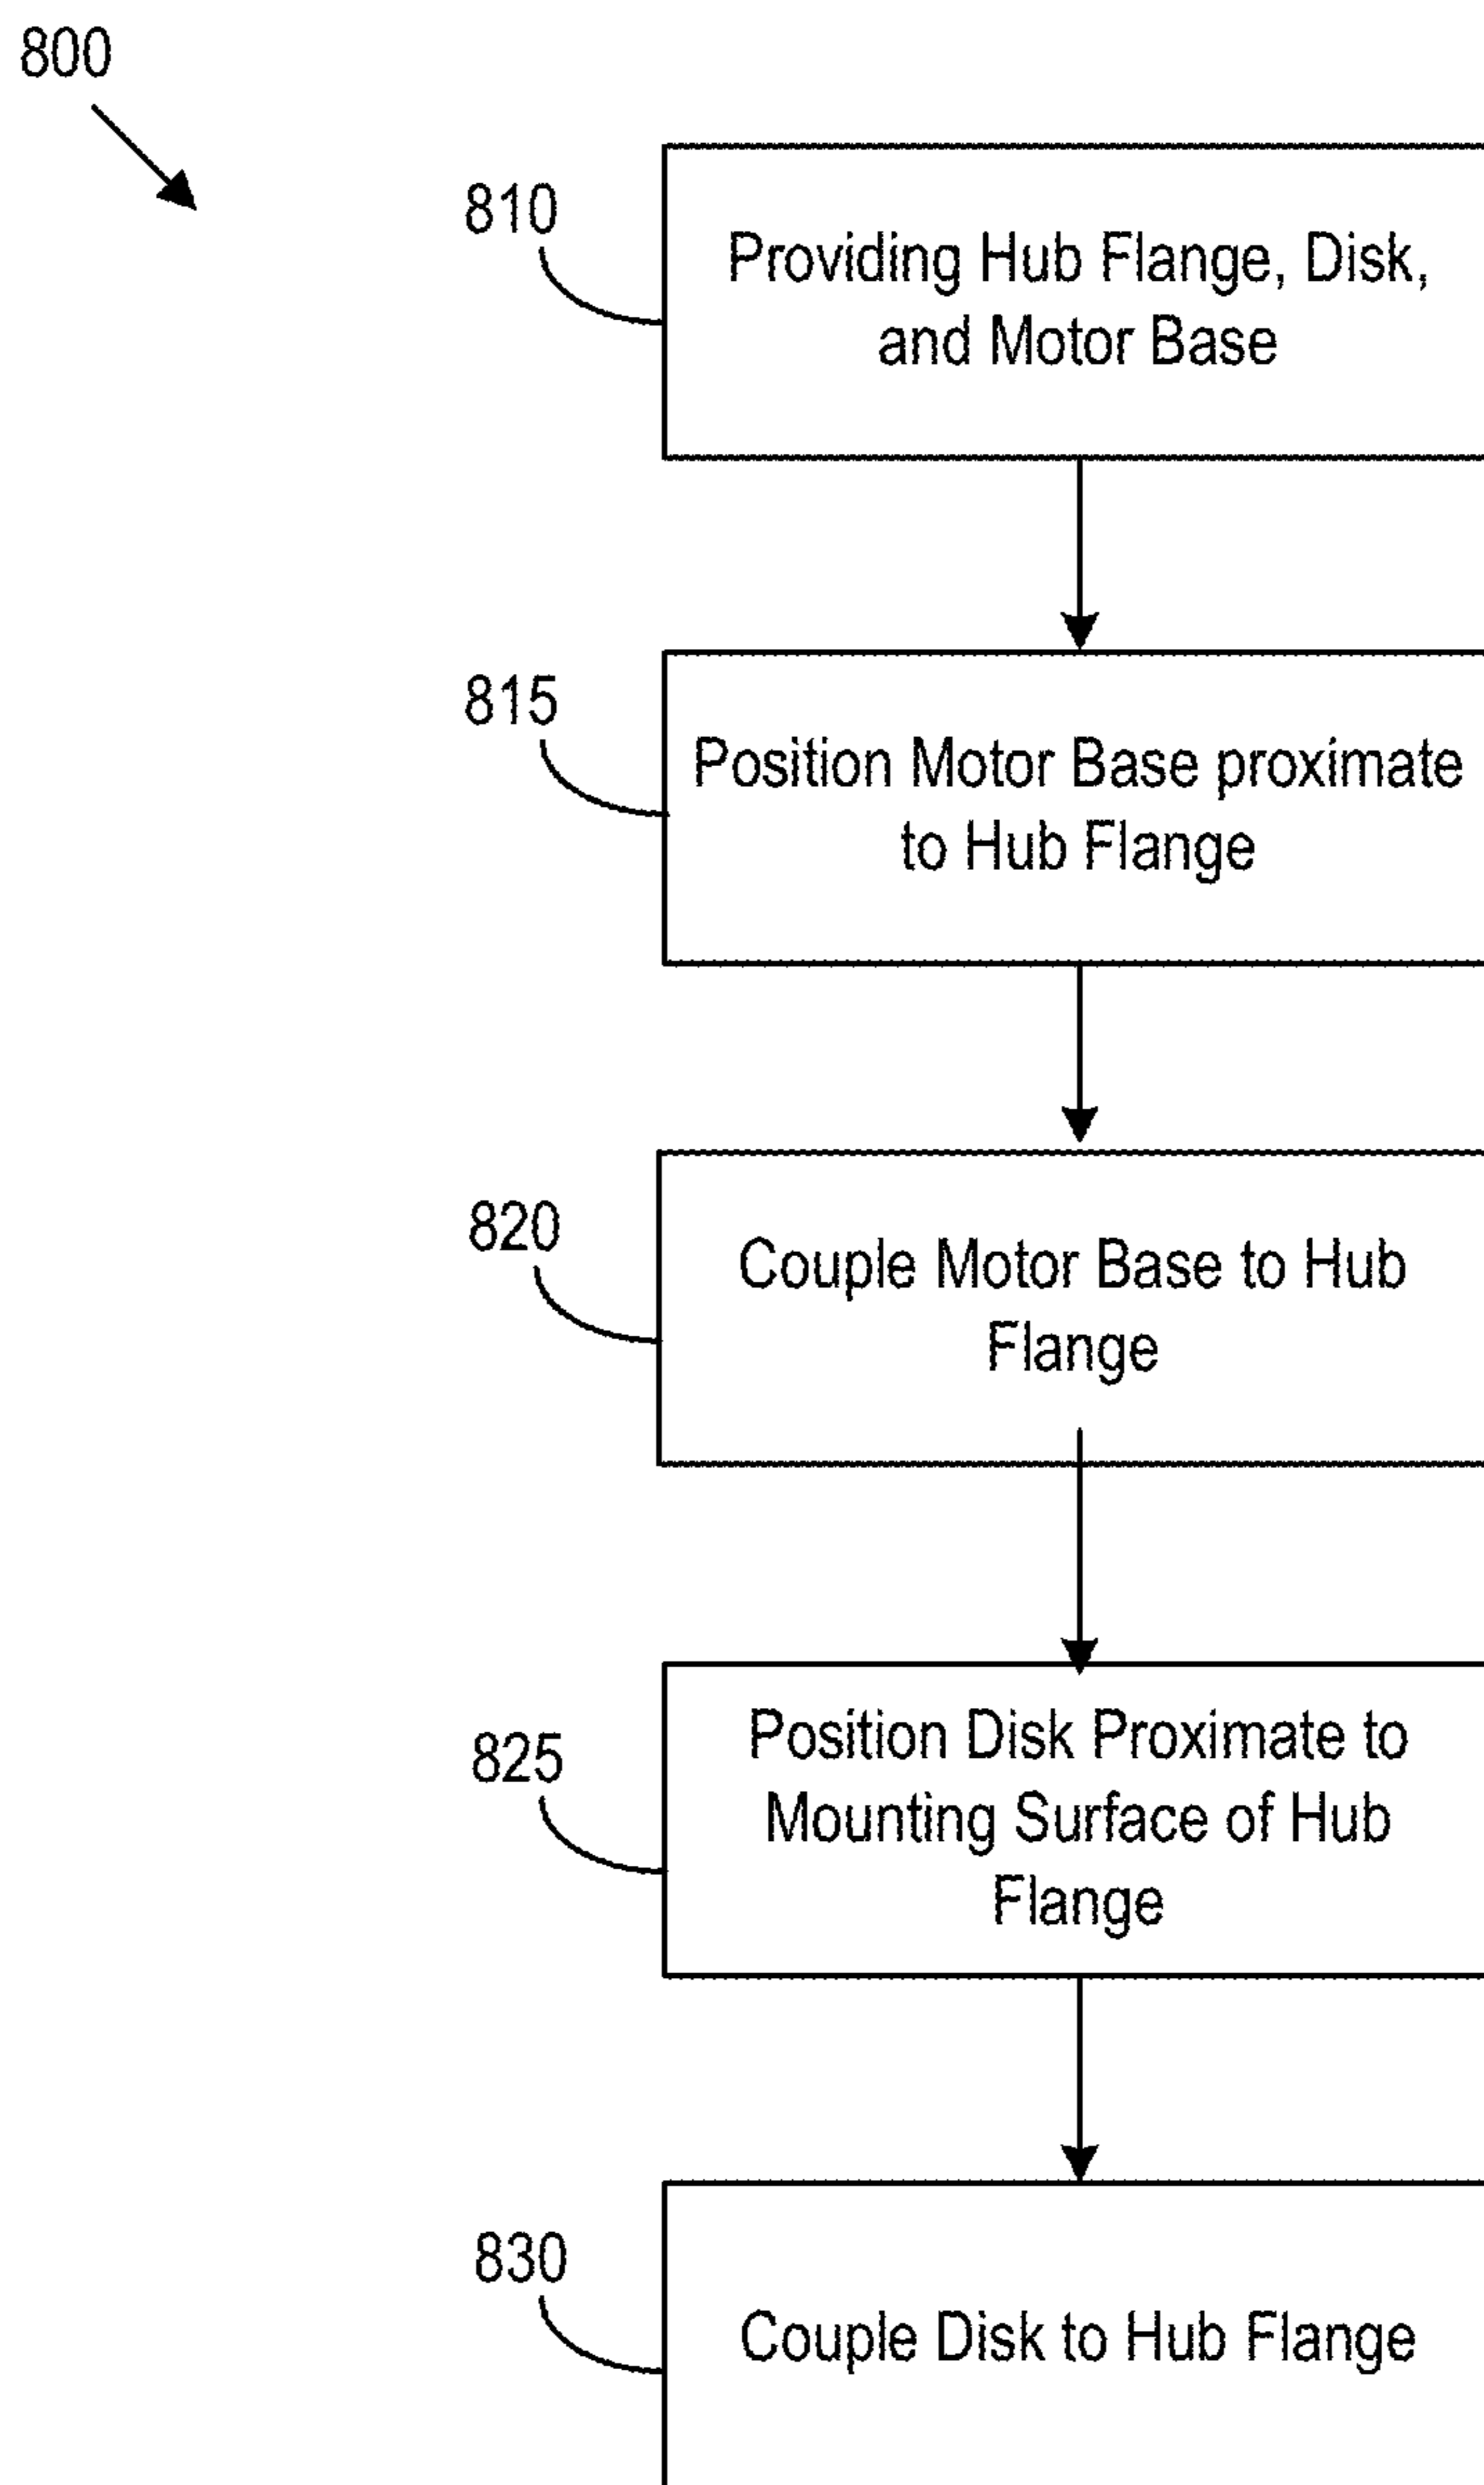 800
810
Providing Hub Flange, Disk,
and Motor Base
815
Position Motor Base proximate
to Hub Flange
820
Couple Motor Base to Hub
Flange
825
Position Disk Proximate to
Mounting Surface of Hub
Flange
830
Couple Disk to Hub Flange